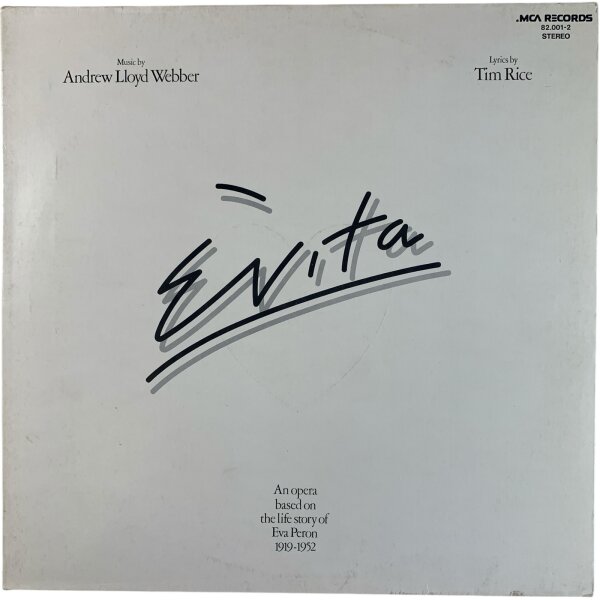 .MCA RECORDS
82.001-2
STEREO
Music by
Andrew Lloyd Webber
Lyrics by
Tim Rice
Evita
An opera
based on
the life story of
Eva Peron
1919-1952